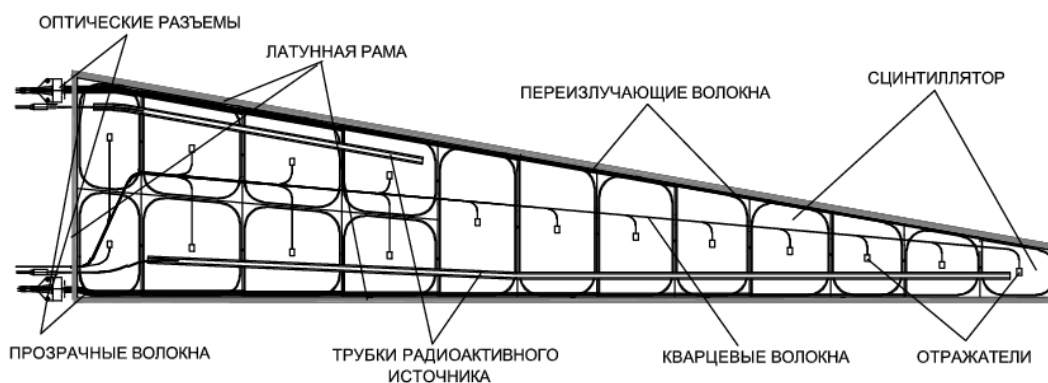 ОПТИЧЕСКИЕ РАЗЪЕМЫ
ЛАТУННАЯ РАМА
ПЕРЕИЗЛУЧАЮЩИЕ ВОЛОКНА
СЦИНТИЛЛЯТОР
ПРОЗРАЧНЫЕ ВОЛОКНА
ТРУБКИ РАДИОАКТИВНОГО
ИСТОЧНИКА
КВАРЦЕВЫЕ ВОЛОКНА
ОТРАЖАТЕЛИ